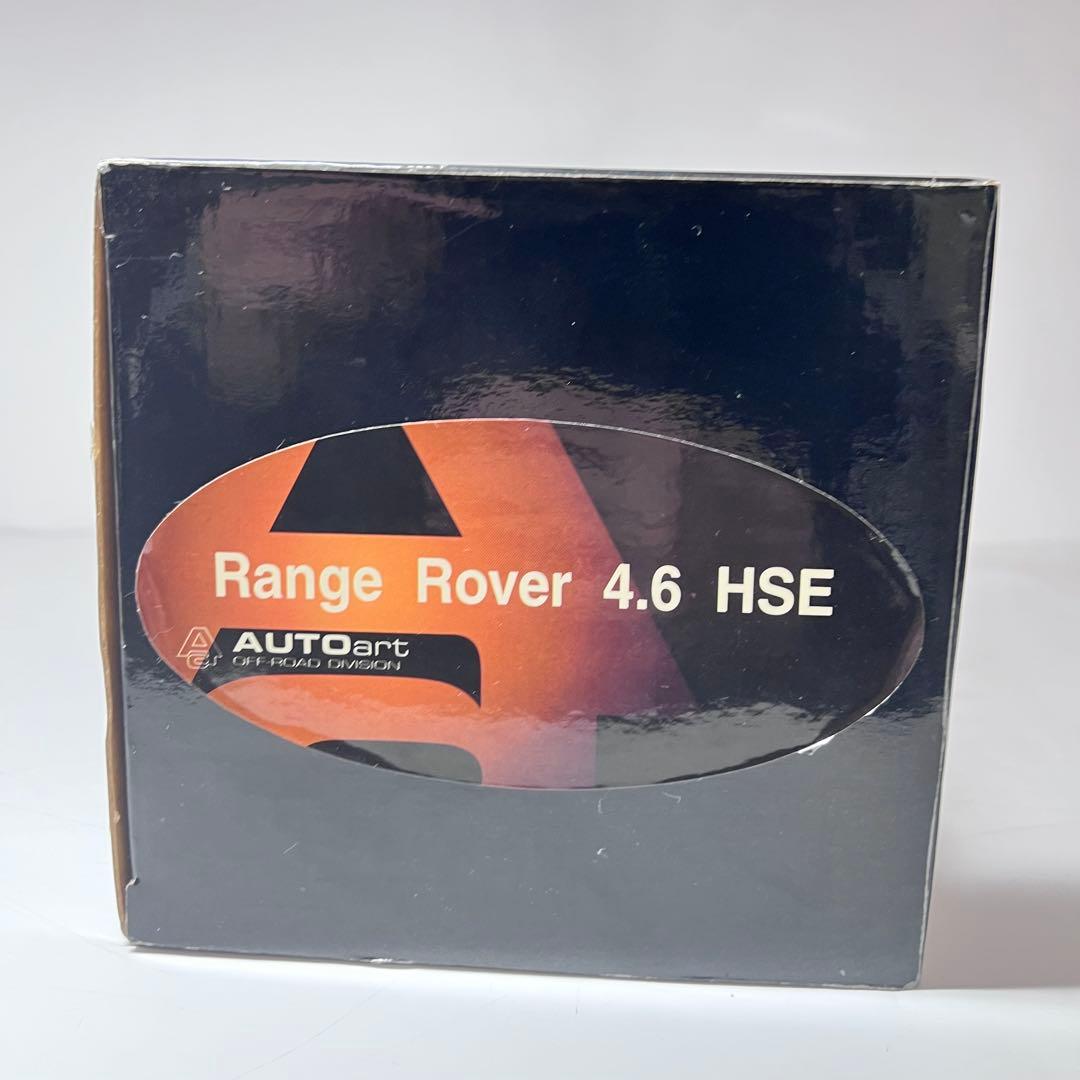 Range Rover 4.6 HSE
AUTOart
OFF-ROAD DIVISION